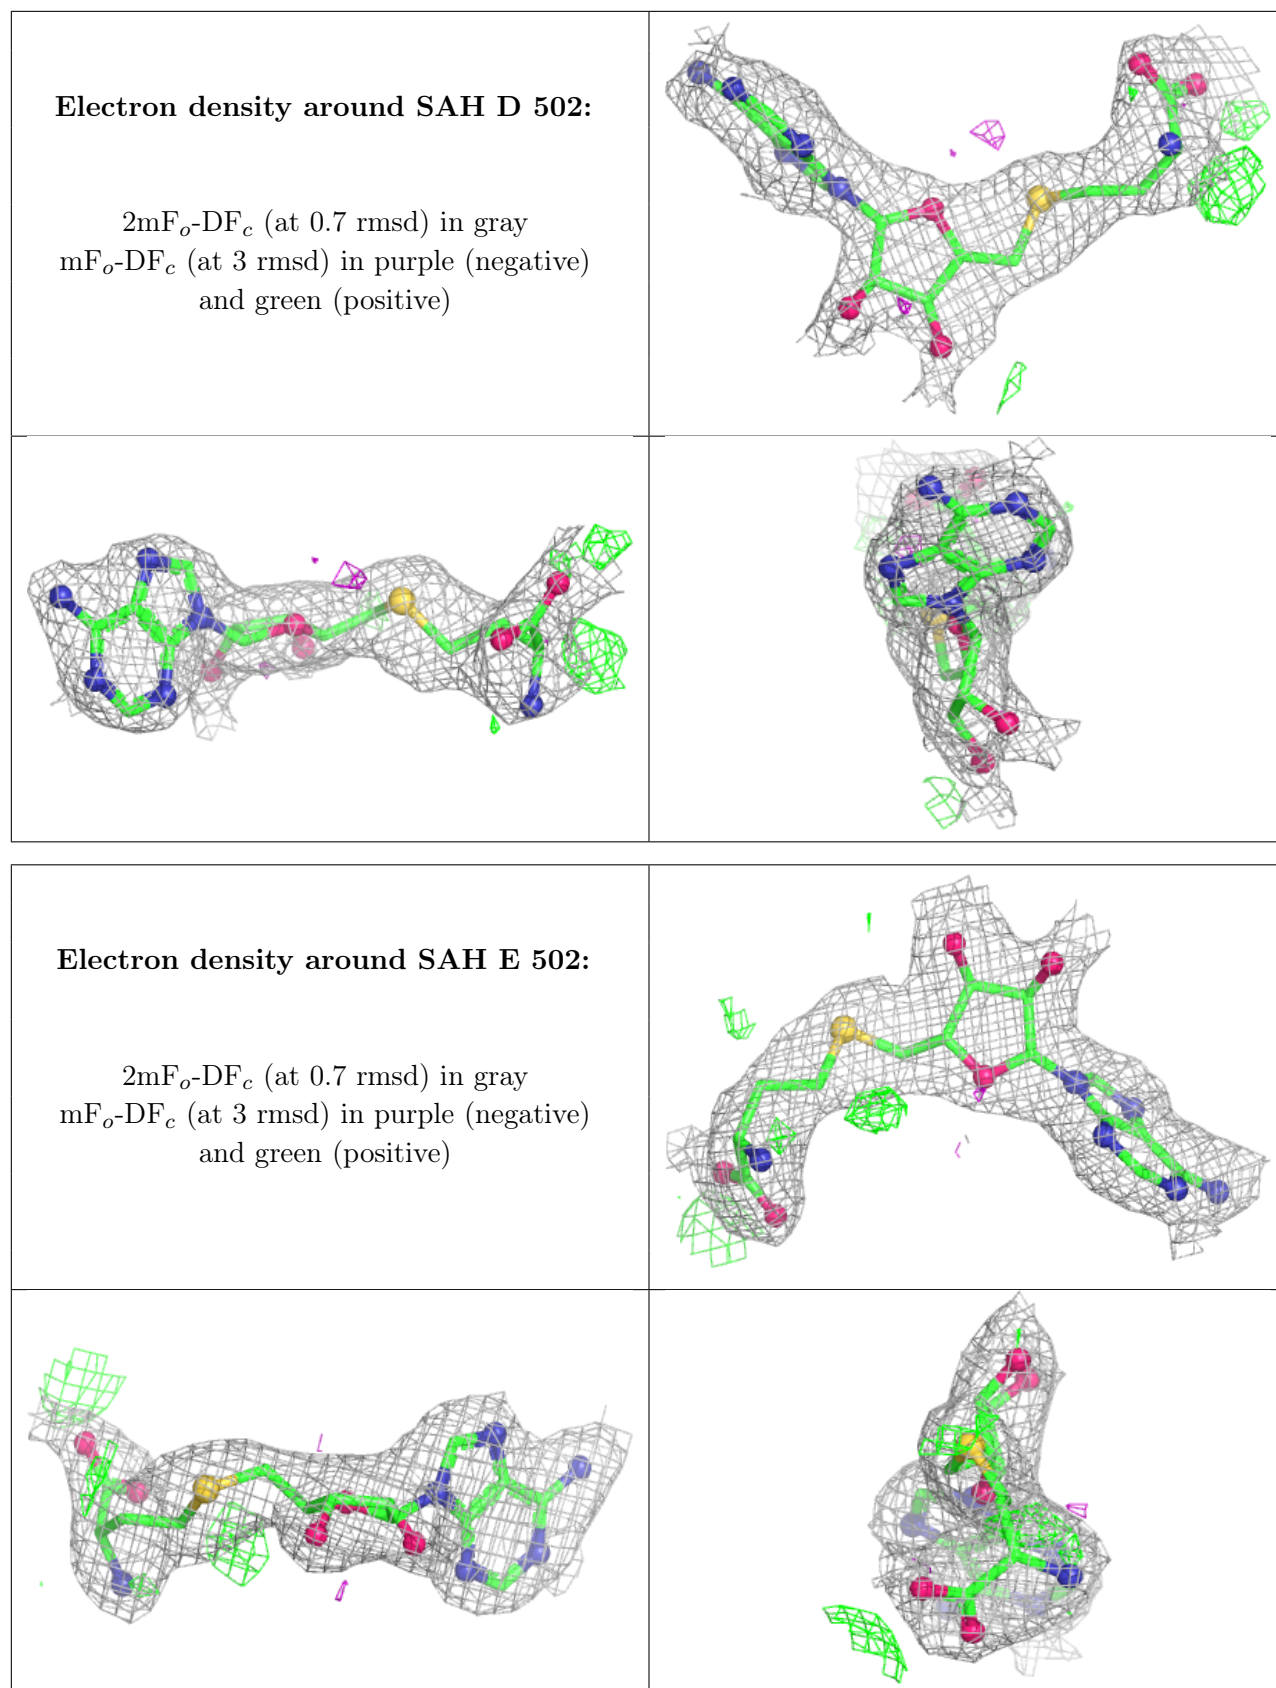 Electron density around SAH D 502:
2mFo-DFc (at 0.7 rmsd) in gray
mFo-DFc (at 3 rmsd) in purple (negative)
and green (positive)
Electron density around SAH E 502:
2mFo-DFc (at 0.7 rmsd) in gray
mFo-DFc (at 3 rmsd) in purple (negative)
and green (positive)